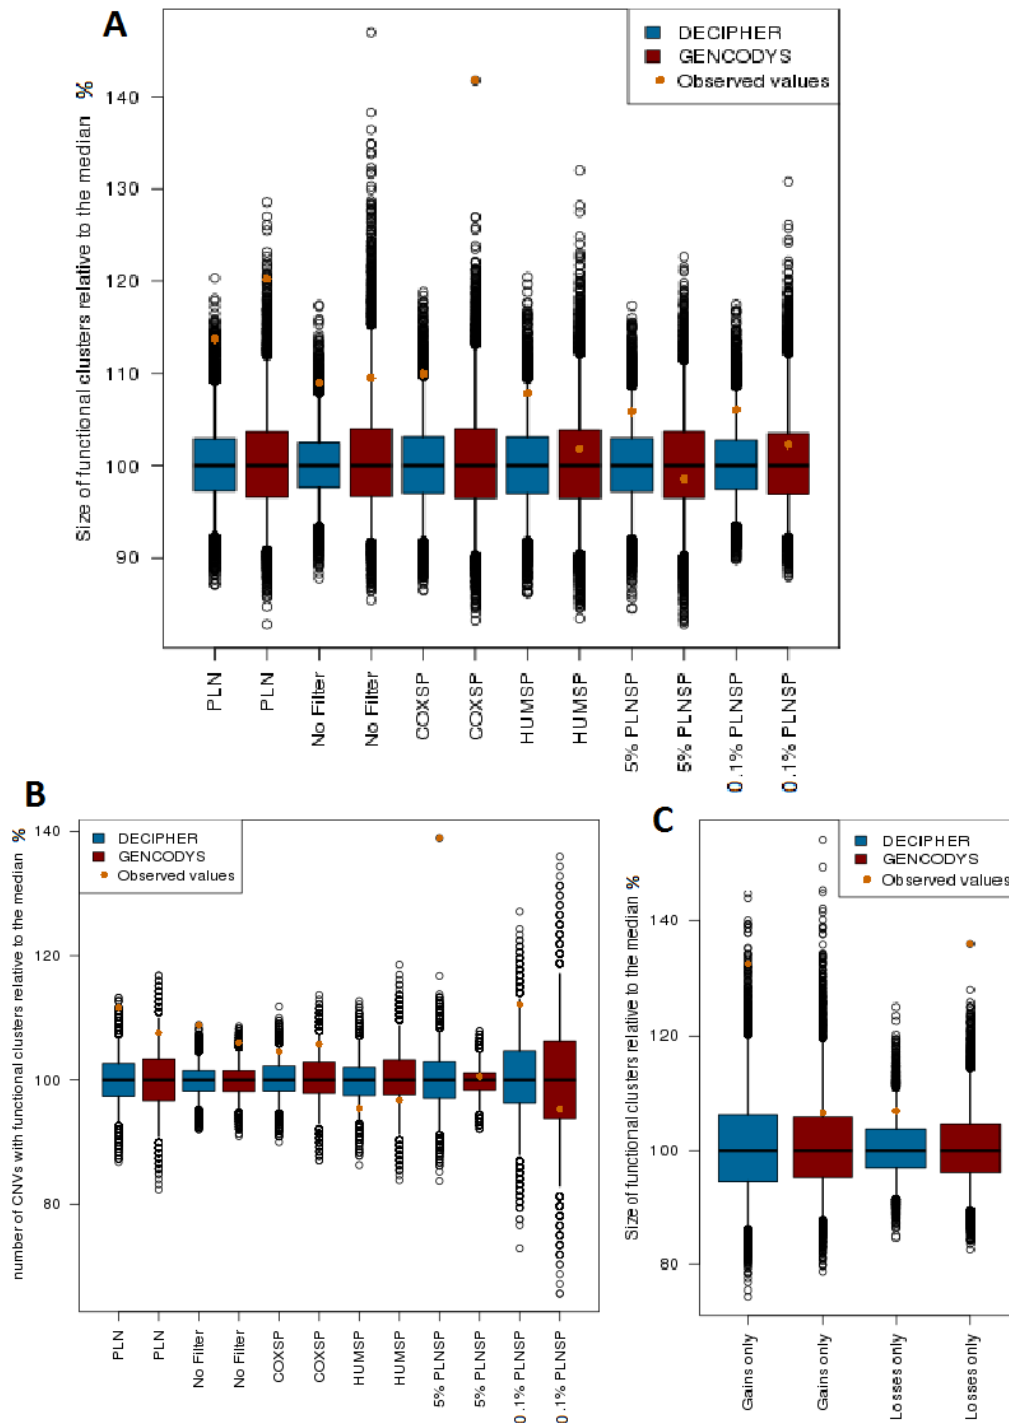 A
DECIPHER
GENCODYS
Observed values
Size of functional clusters relative to the median %
140
130
120
110
100
90
PLN
PLN
No Filter
No Filter
COXSP
COXSP
HUMSP
HUMSP
5% PLNSP
5% PLNSP
0.1% PLNSP
0.1% PLNSP
B
DECIPHER
GENCODYS
Observed values
number of CNVs with functional clusters relative to the median %
140
120
100
80
PLN
PLN
No Filter
No Filter
COXSP
COXSP
HUMSP
HUMSP
5% PLNSP
5% PLNSP
0.1% PLNSP
0.1% PLNSP
C
DECIPHER
GENCODYS
Observed values
Size of functional clusters relative to the median %
140
120
100
80
Gains only
Gains only
Losses only
Losses only